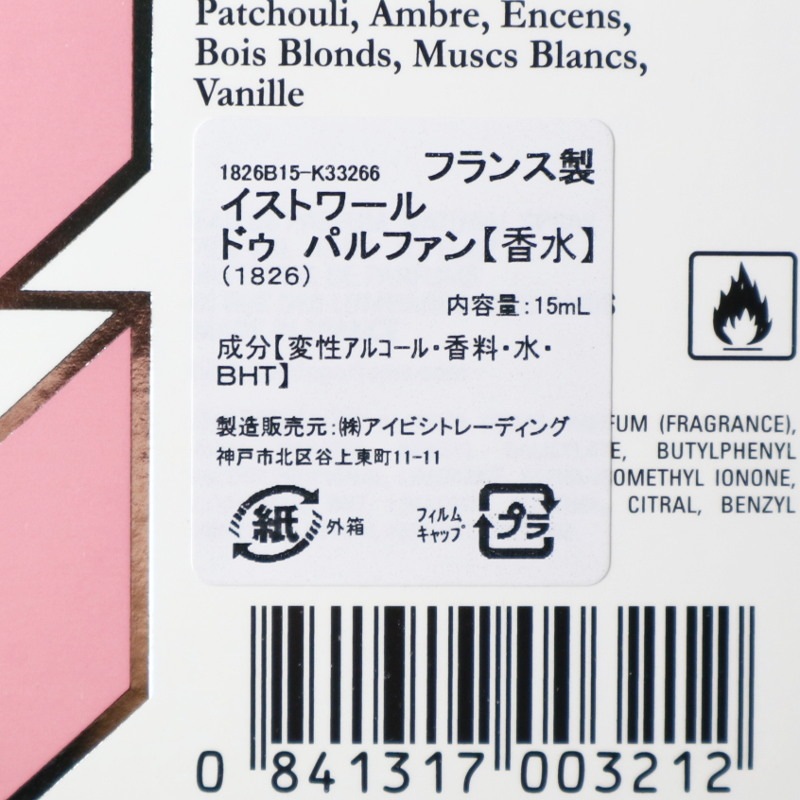 Patchouli, Ambre, Encens,
Bois Blonds, Muscs Blancs,
Vanille
1826B15-K33266 フランス製
イストワール
ドゥ パルファン【香水】
(1826)
内容量:15mL
成分【変性アルコール・香料・水・
BHT】
製造販売元:㈱アイビシトレーディング
神戸市北区谷上東町11-11
紙 外箱
フィルム
キャップ
プラ
(FRAGRANCE),
BUTYLPHENYL
IONONE,
CITRAL, BENZYL
0 841317 003212